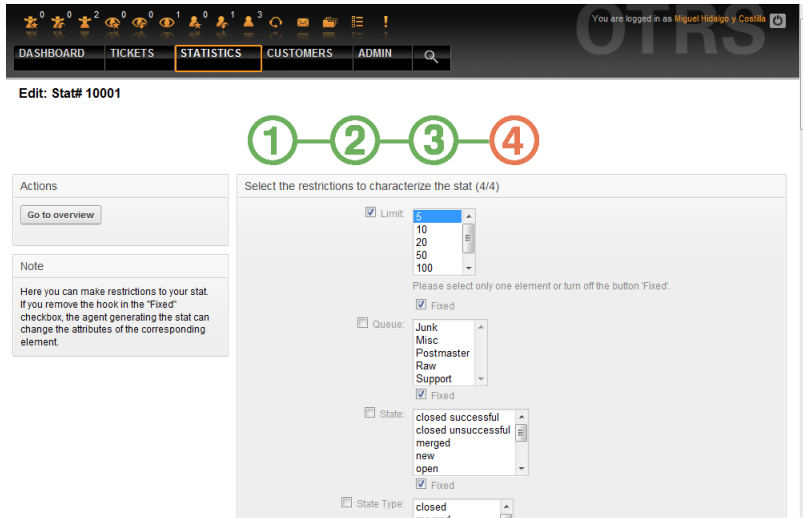 0 0 2 0 0 1 0 1 3
You are logged in as Miguel Hidalgo y Costilla
OTRS
DASHBOARD TICKETS STATISTICS CUSTOMERS ADMIN
Edit: Stat# 10001
1 2 3 4
Actions
Go to overview
Note
Here you can make restrictions to your stat.
If you remove the hook in the "Fixed"
checkbox, the agent generating the stat can
change the attributes of the corresponding
element.
Select the restrictions to characterize the stat (4/4)
Limit:
5
10
20
50
100
Please select only one element or turn off the button 'Fixed'.
Fixed
Queue:
Junk
Misc
Postmaster
Raw
Support
Fixed
State:
closed successful
closed unsuccessful
merged
new
open
Fixed
State Type:
closed
merged